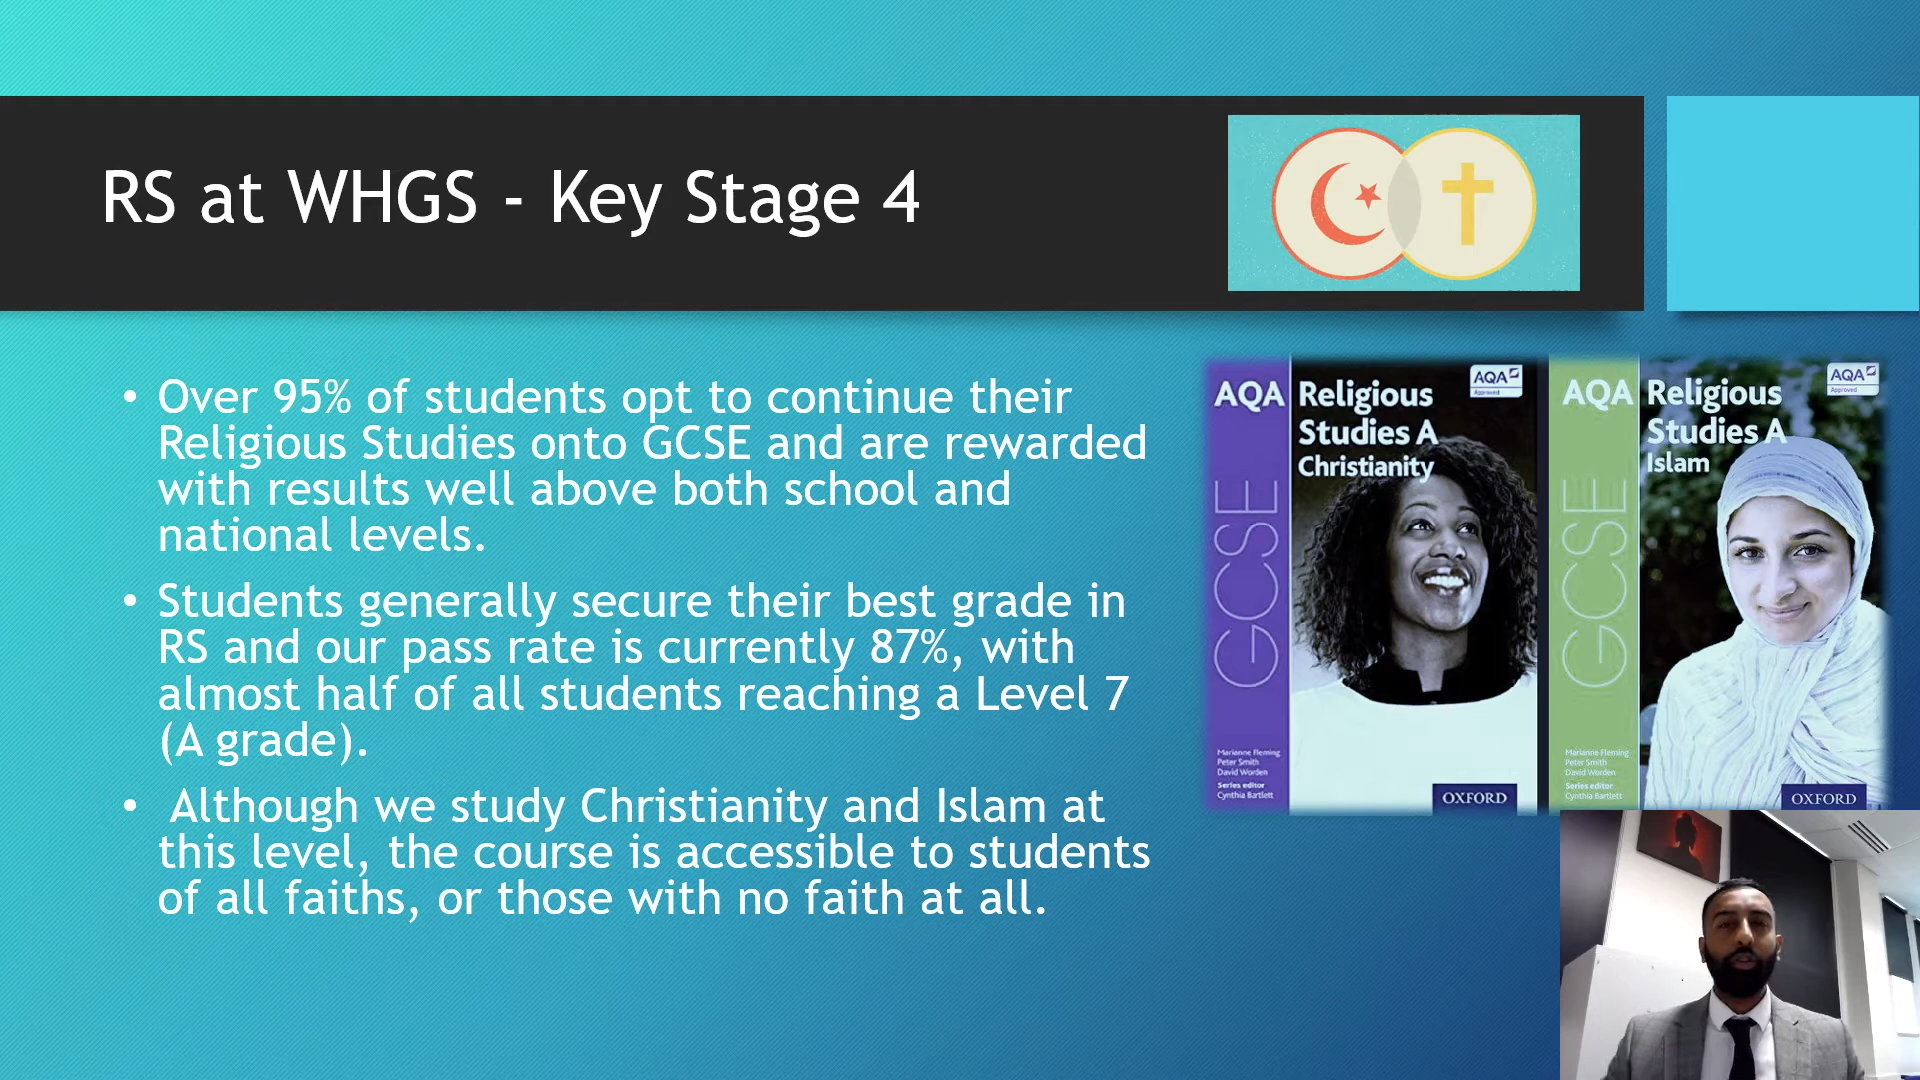 RS at WHGS - Key Stage 4
• Over 95% of students opt to continue their
Religious Studies onto GCSE and are rewarded
with results well above both school and
national levels.
• Students generally secure their best grade in
RS and our pass rate is currently 87%, with
almost half of all students reaching a Level 7
(A grade).
• Although we study Christianity and Islam at
this level, the course is accessible to students
of all faiths, or those with no faith at all.
AQA
GCSE
Religious
Studies A
Christianity
AQA
Approved
Marianne Fleming
Peter Smith
David Worden
Series editor
Cynthia Bartlett
OXFORD
AQA
GCSE
Religious
Studies A
Islam
AQA
Approved
Marianne Fleming
Peter Smith
David Worden
Series editor
Cynthia Bartlett
OXFORD